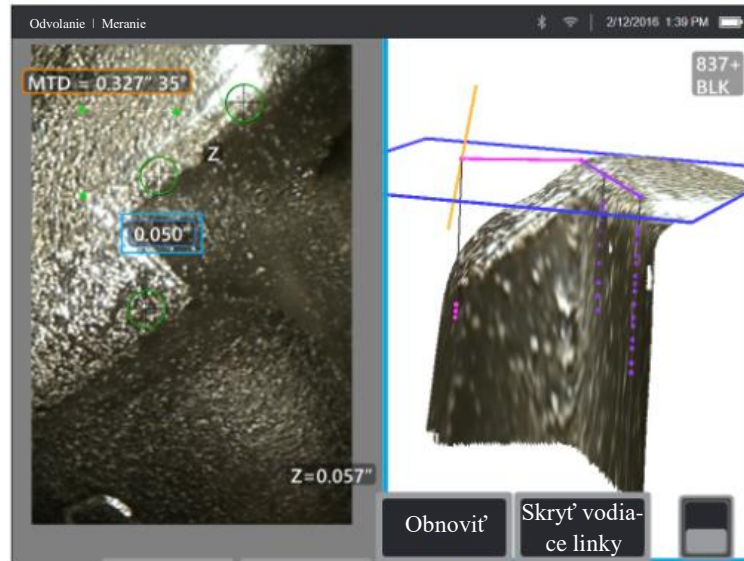 Odvolanie | Meranie
2/12/2016 1:39 PM
MTD = 0.327" 35°
837+
BLK
Z
0.050"
Z=0.057"
Obnoviť
Skryť vodia-
ce linky